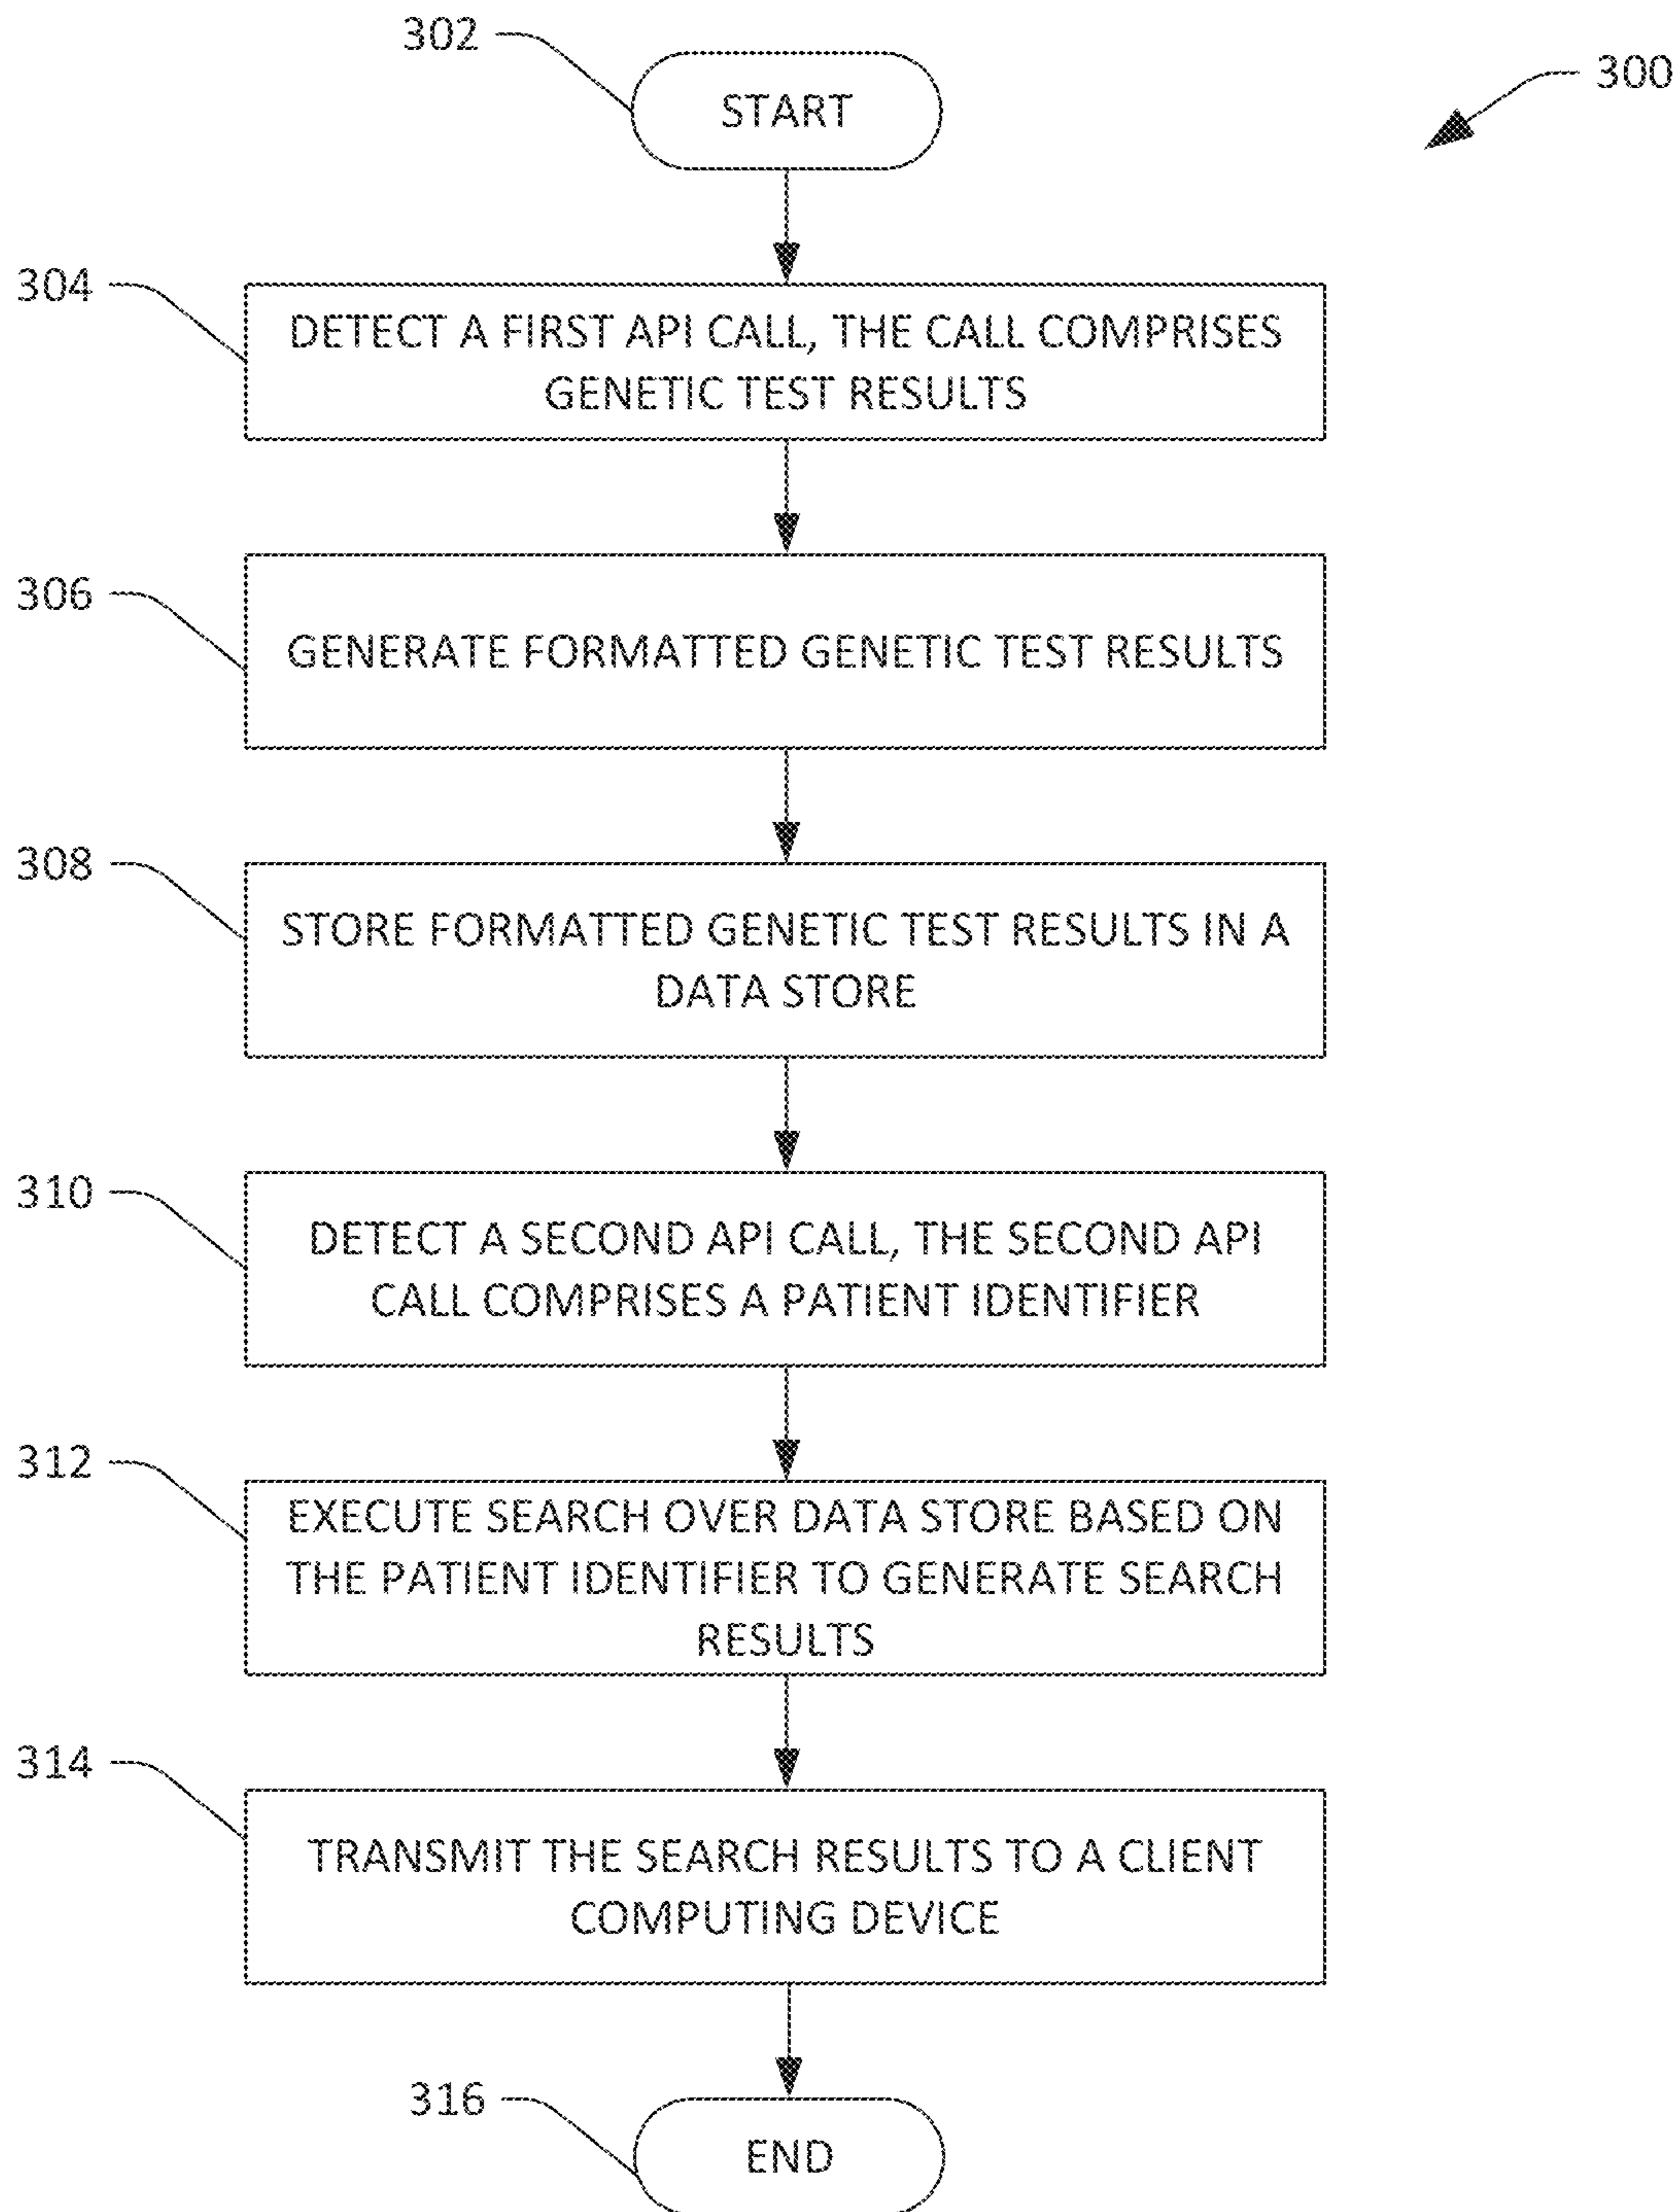 302
START
300
304
DETECT A FIRST API CALL, THE CALL COMPRISES
GENETIC TEST RESULTS
306
GENERATE FORMATTED GENETIC TEST RESULTS
308
STORE FORMATTED GENETIC TEST RESULTS IN A
DATA STORE
310
DETECT A SECOND API CALL, THE SECOND API
CALL COMPRISES A PATIENT IDENTIFIER
312
EXECUTE SEARCH OVER DATA STORE BASED ON
THE PATIENT IDENTIFIER TO GENERATE SEARCH
RESULTS
314
TRANSMIT THE SEARCH RESULTS TO A CLIENT
COMPUTING DEVICE
316
END